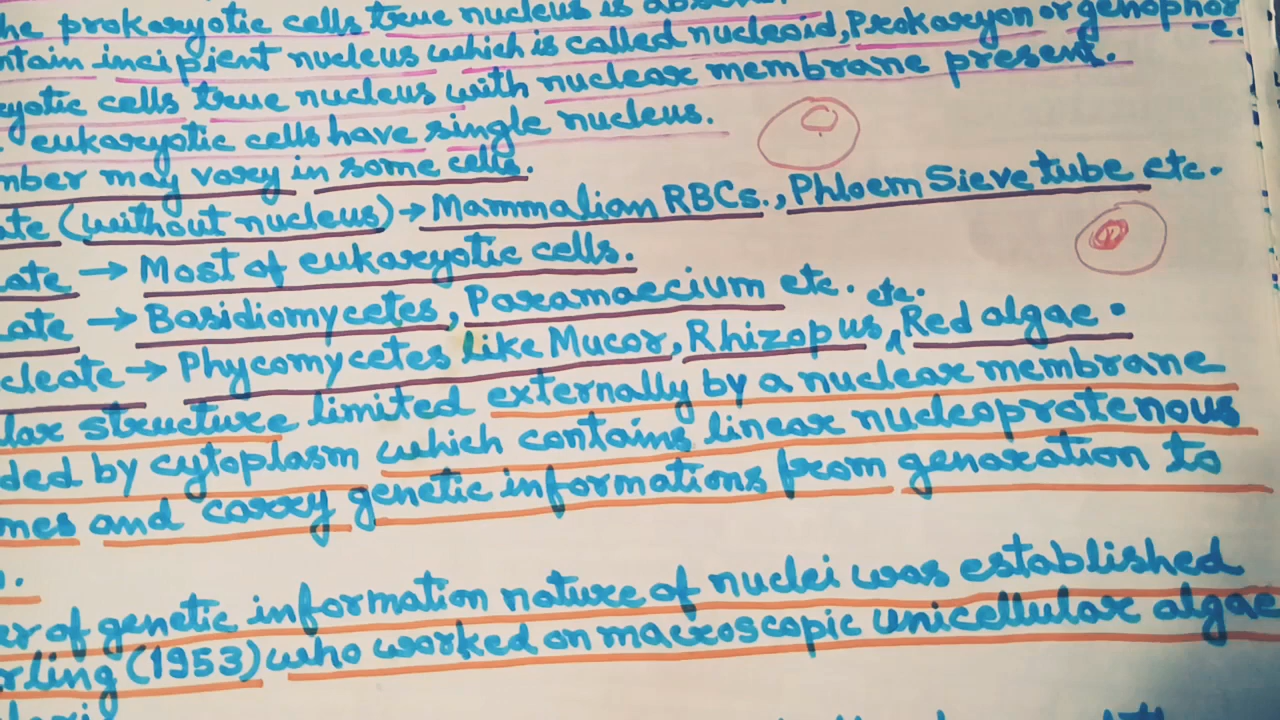 he prokaryotic cells true nucleus is absen
ntain incipient nucleus which is called nucleoid, Prokaryon or genophor
-e.
yotic cells true nucleus with nuclear membrane present.
eukaryotic cells have single nucleus.
mber may vary in some cells.
ate (without nucleus) → Mammalian RBCs., Phloem Sieve tube etc.
ate → Most of eukaryotic cells.
ate → Basidiomycetes, Paramaecium etc.
cleate → Phycomycetes like Mucor, Rhizopus, Red algae etc.
lar structure limited externally by a nuclear membrane
ded by cytoplasm which contains linear nucleoprotenous
mes and carry genetic informations from genaration to
.
er of genetic information nature of nuclei was established
rling (1953) who worked on macroscopic unicellular algae